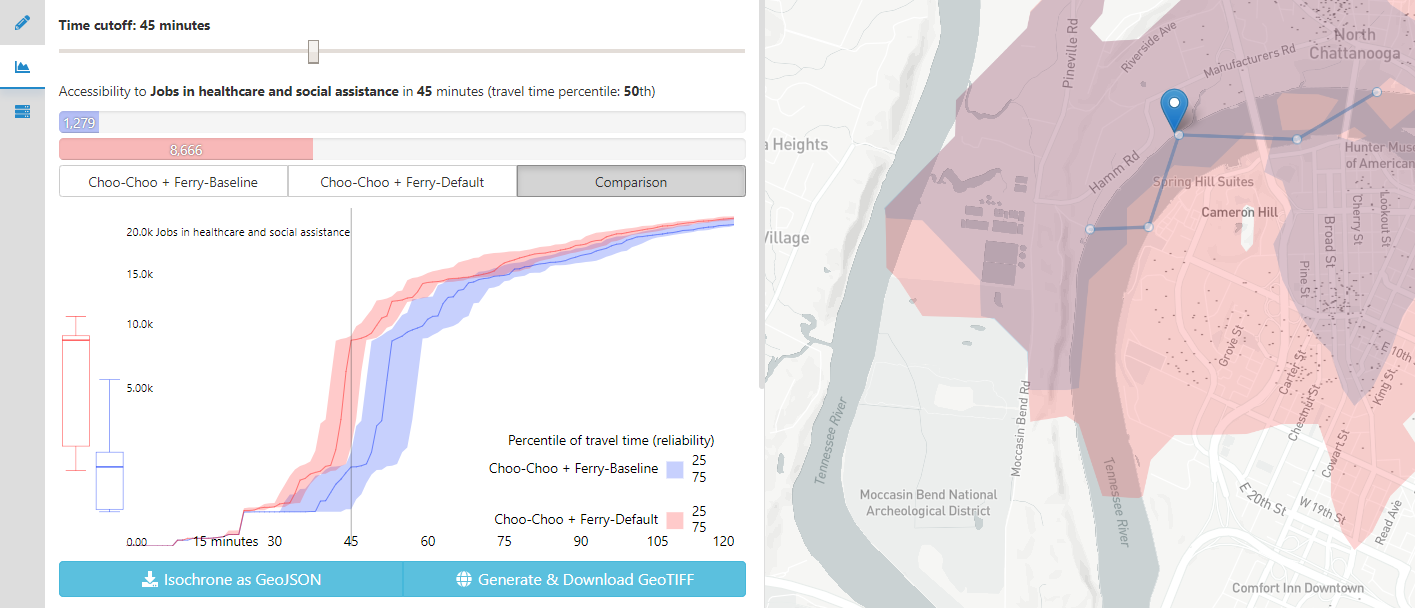 Time cutoff: 45 minutes
Accessibility to Jobs in healthcare and social assistance in 45 minutes (travel time percentile: 50th)
1,279
8,666
Choo-Choo + Ferry-Baseline
Choo-Choo + Ferry-Default
Comparison
20.0k Jobs in healthcare and social assistance
15.0k
10.0k
5.00k
0.00
15 minutes
30
45
60
75
90
105
120
Percentile of travel time (reliability)
Choo-Choo + Ferry-Baseline
25
75
Choo-Choo + Ferry-Default
25
75
Isochrone as GeoJSON
Generate & Download GeoTIFF
Pineville Rd
Riverside Ave
Manufacturers Rd
North
Chattanooga
a Heights
Hamm Rd
Hunter Muse
of American
Spring Hill Suites
Cameron Hill
Village
Broad St
Cherry St
Lookout St
Pine St
Grove St
Carter St
Chestnut St
E 10th
King St
Cowart St
Moccasin Bend Rd
Tennessee River
Tennessee River
Moccasin Bend National
Archeological District
E 20th St
W 19th St
Read Ave
Comfort Inn Downtown